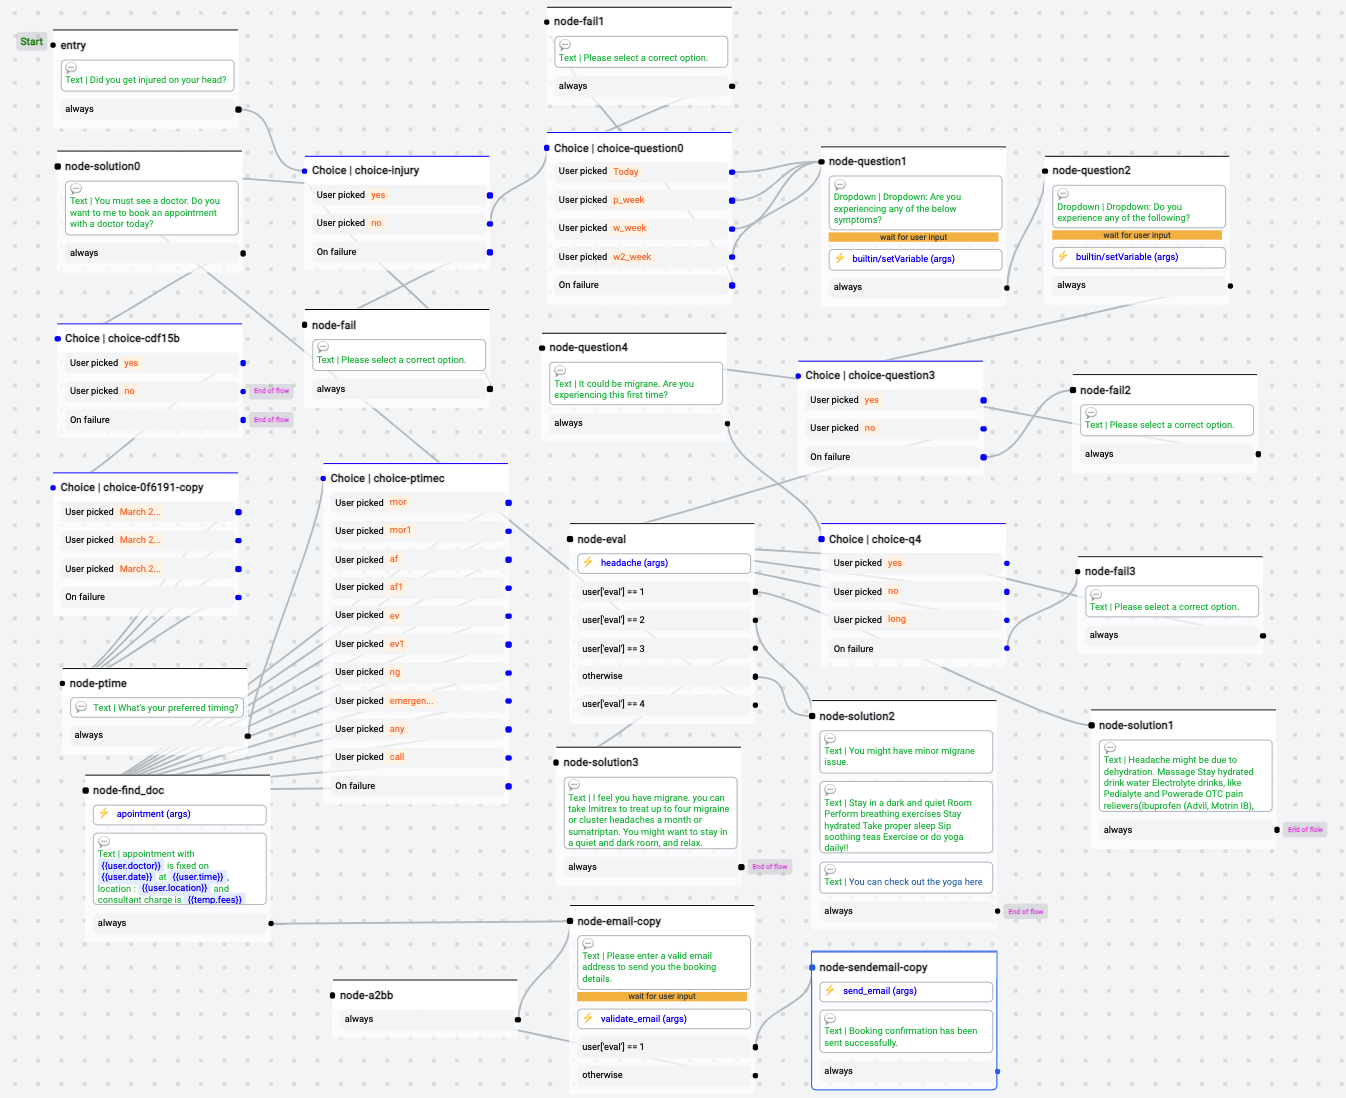 Start
entry
Text | Did you get injured on your head?
always
node-solution0
Text | You must see a doctor. Do you
want to me to book an appointment
with a doctor today?
always
Choice | choice-injury
User picked yes
User picked no
On failure
node-fail1
Text | Please select a correct option.
always
Choice | choice-question0
User picked Today
User picked p_week
User picked w_week
User picked w2_week
On failure
node-question1
Dropdown | Dropdown: Are you
experiencing any of the below
symptoms?
wait for user input
builtin/setVariable (args)
always
node-question2
Dropdown | Dropdown: Do you
experience any of the following?
wait for user input
builtin/setVariable (args)
always
Choice | choice-cdf15b
User picked yes
User picked no
End of flow
On failure
End of flow
node-fail
Text | Please select a correct option.
always
node-question4
Text | It could be migrane. Are you
experiencing this first time?
always
Choice | choice-question3
User picked yes
User picked no
On failure
node-fail2
Text | Please select a correct option.
always
Choice | choice-0f6191-copy
User picked March 2...
User picked March 2...
User picked March 2...
On failure
Choice | choice-ptimec
User picked mor
User picked mor1
User picked af
User picked af1
User picked ev
User picked ev1
User picked ng
User picked emergen...
User picked any
User picked call
On failure
node-eval
headache (args)
user['eval'] == 1
user['eval'] == 2
user['eval'] == 3
otherwise
user['eval'] == 4
Choice | choice-q4
User picked yes
User picked no
User picked long
On failure
node-fail3
Text | Please select a correct option.
always
node-ptime
Text | What's your preferred timing?
always
node-find_doc
apointment (args)
Text | appointment with
{{user.doctor}} is fixed on
{{user.date}} at {{user.time}} ,
location : {{user.location}} and
consultant charge is {{temp.fees}}
always
node-solution3
Text | I feel you have migrane. you can
take Imitrex to treat up to four migraine
or cluster headaches a month or
sumatriptan. You might want to stay in
a quiet and dark room, and relax.
always
End of flow
node-solution2
Text | You might have minor migrane
issue.
Text | Stay in a dark and quiet Room
Perform breathing exercises Stay
hydrated Take proper sleep Sip
soothing teas Exercise or do yoga
daily!!
Text | You can check out the yoga here
always
End of flow
node-solution1
Text | Headache might be due to
dehydration. Massage Stay hydrated
drink water Electrolyte drinks, like
Pedialyte and Powerade OTC pain
relievers(ibuprofen (Advil, Motrin IB),
always
End of flow
node-a2bb
always
node-email-copy
Text | Please enter a valid email
address to send you the booking
details.
wait for user input
validate_email (args)
user['eval'] == 1
otherwise
node-sendemail-copy
send_email (args)
Text | Booking confirmation has been
sent successfully.
always